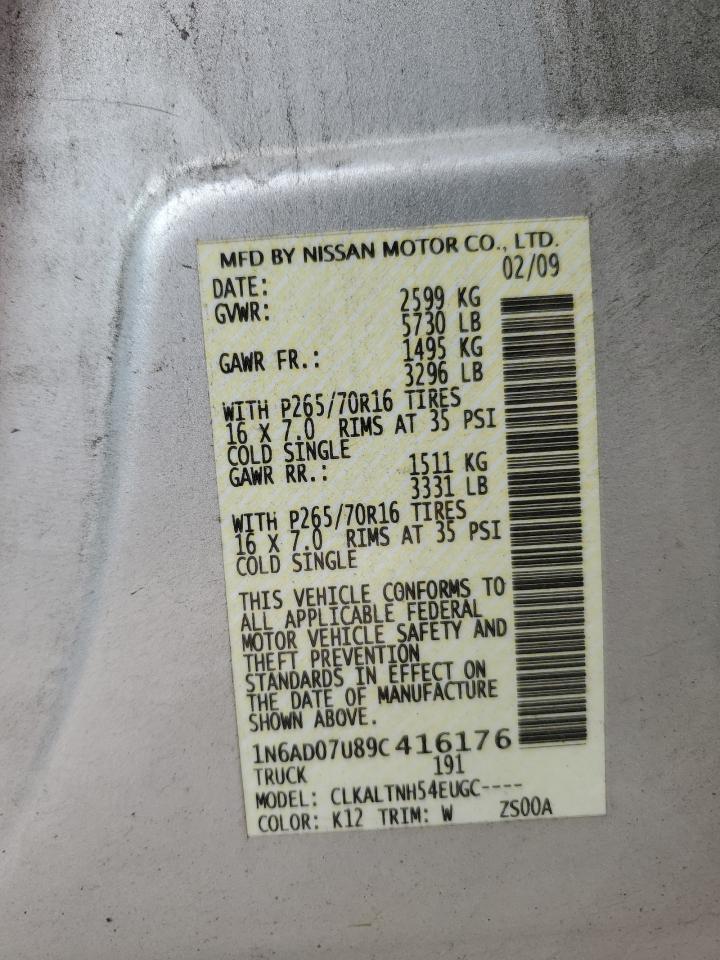 MFD BY NISSAN MOTOR CO., LTD.
DATE: 02/09
GVWR: 2599 KG
5730 LB
GAWR FR.: 1495 KG
3296 LB
WITH P265/70R16 TIRES
16 X 7.0 RIMS AT 35 PSI
COLD SINGLE
GAWR RR.: 1511 KG
3331 LB
WITH P265/70R16 TIRES
16 X 7.0 RIMS AT 35 PSI
COLD SINGLE
THIS VEHICLE CONFORMS TO
ALL APPLICABLE FEDERAL
MOTOR VEHICLE SAFETY AND
THEFT PREVENTION
STANDARDS IN EFFECT ON
THE DATE OF MANUFACTURE
SHOWN ABOVE.
1N6AD07U89C416176
TRUCK 191
MODEL: CLKALTNH54EUGC----
COLOR: K12 TRIM: W ZS00A